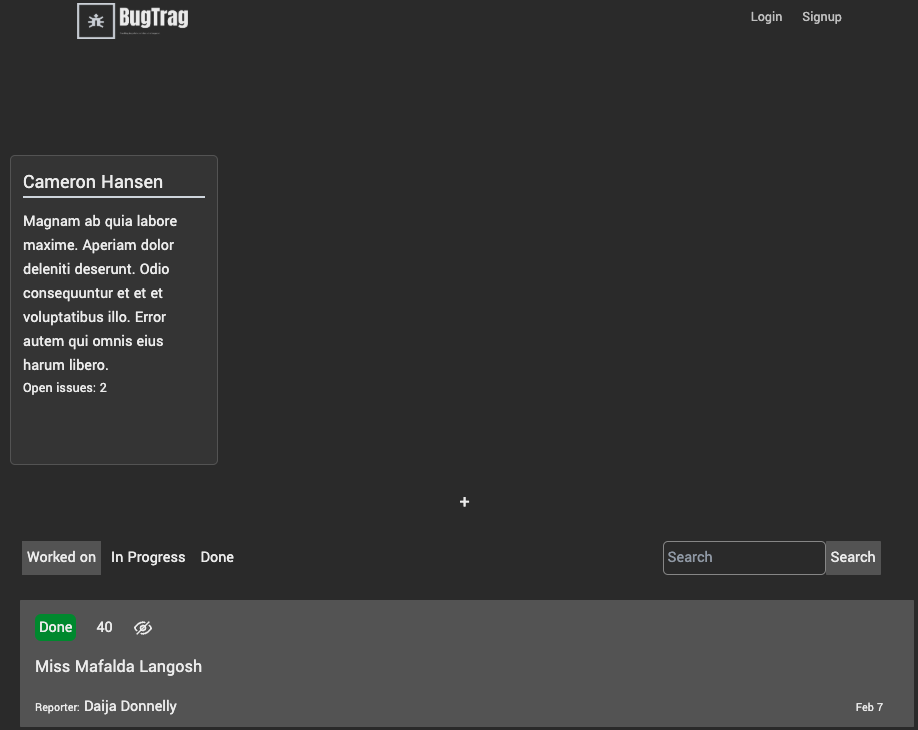 BugTrag
Login Signup
Cameron Hansen
Magnam ab quia labore
maxime. Aperiam dolor
deleniti deserunt. Odio
consequuntur et et et
voluptatibus illo. Error
autem qui omnis eius
harum libero.
Open issues: 2
+
Worked on In Progress Done Search Search
Done 40
Miss Mafalda Langosh
Reporter: Daija Donnelly Feb 7